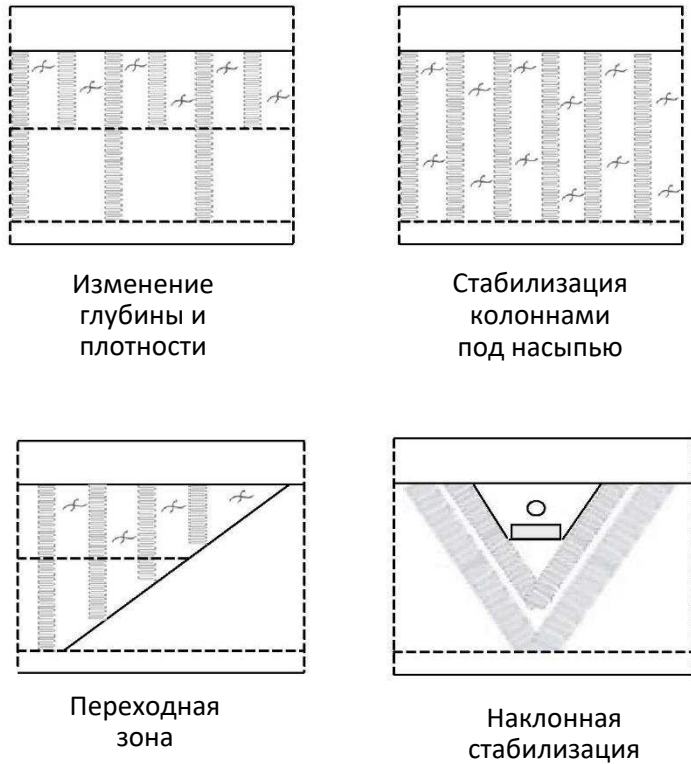 Изменение
глубины и
плотности
Стабилизация
колоннами
под насыпью
Переходная
зона
Наклонная
стабилизация